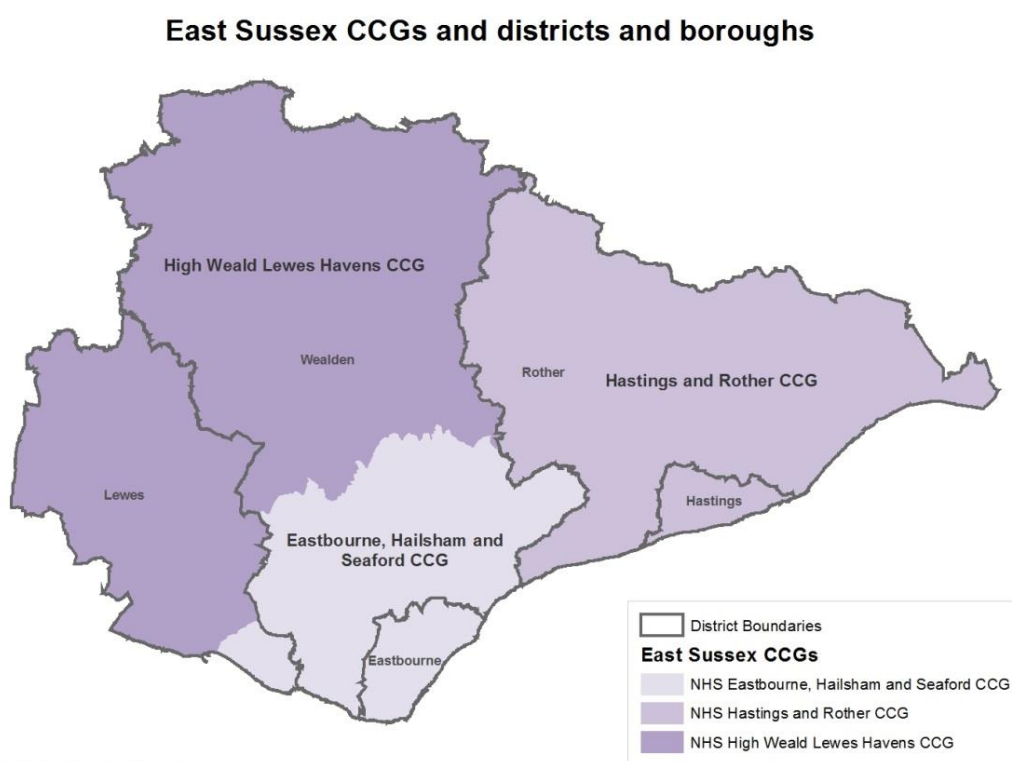 East Sussex CCGs and districts and boroughs
High Weald Lewes Havens CCG
Wealden
Rother
Hastings and Rother CCG
Lewes
Hastings
Eastbourne, Hailsham and
Seaford CCG
Eastbourne
District Boundaries
East Sussex CCGs
NHS Eastbourne, Hailsham and Seaford CCG
NHS Hastings and Rother CCG
NHS High Weald Lewes Havens CCG